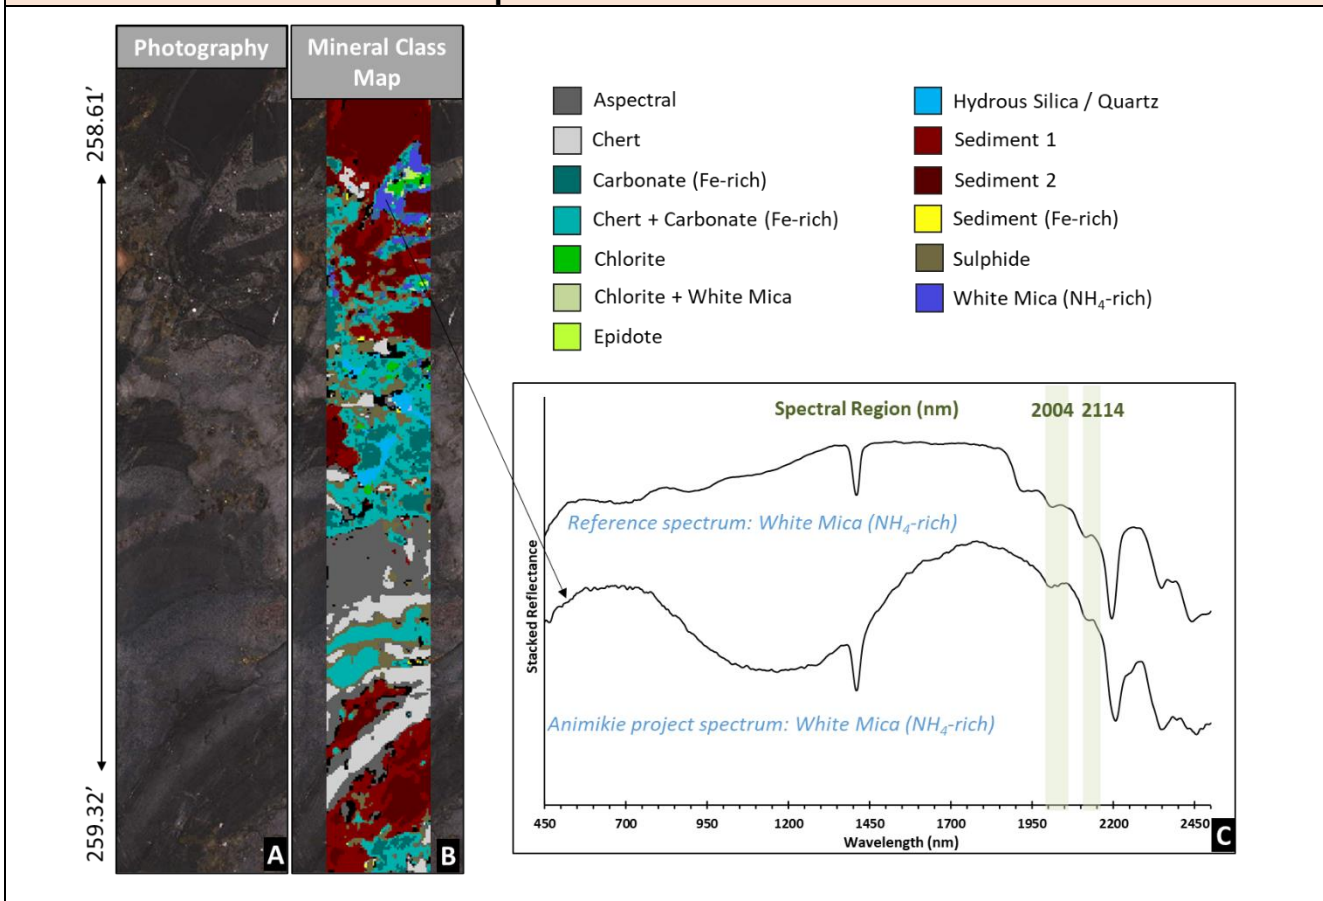 Photography
Mineral Class
Map
258.61’
259.32’
A
B
Aspectral
Chert
Carbonate (Fe-rich)
Chert + Carbonate (Fe-rich)
Chlorite
Chlorite + White Mica
Epidote
Hydrous Silica / Quartz
Sediment 1
Sediment 2
Sediment (Fe-rich)
Sulphide
White Mica (NH4-rich)
Spectral Region (nm)
2004 2114
Reference spectrum: White Mica (NH4-rich)
Animikie project spectrum: White Mica (NH4-rich)
Stacked Reflectance
450 700 950 1200 1450 1700 1950 2200 2450
Wavelength (nm)
C